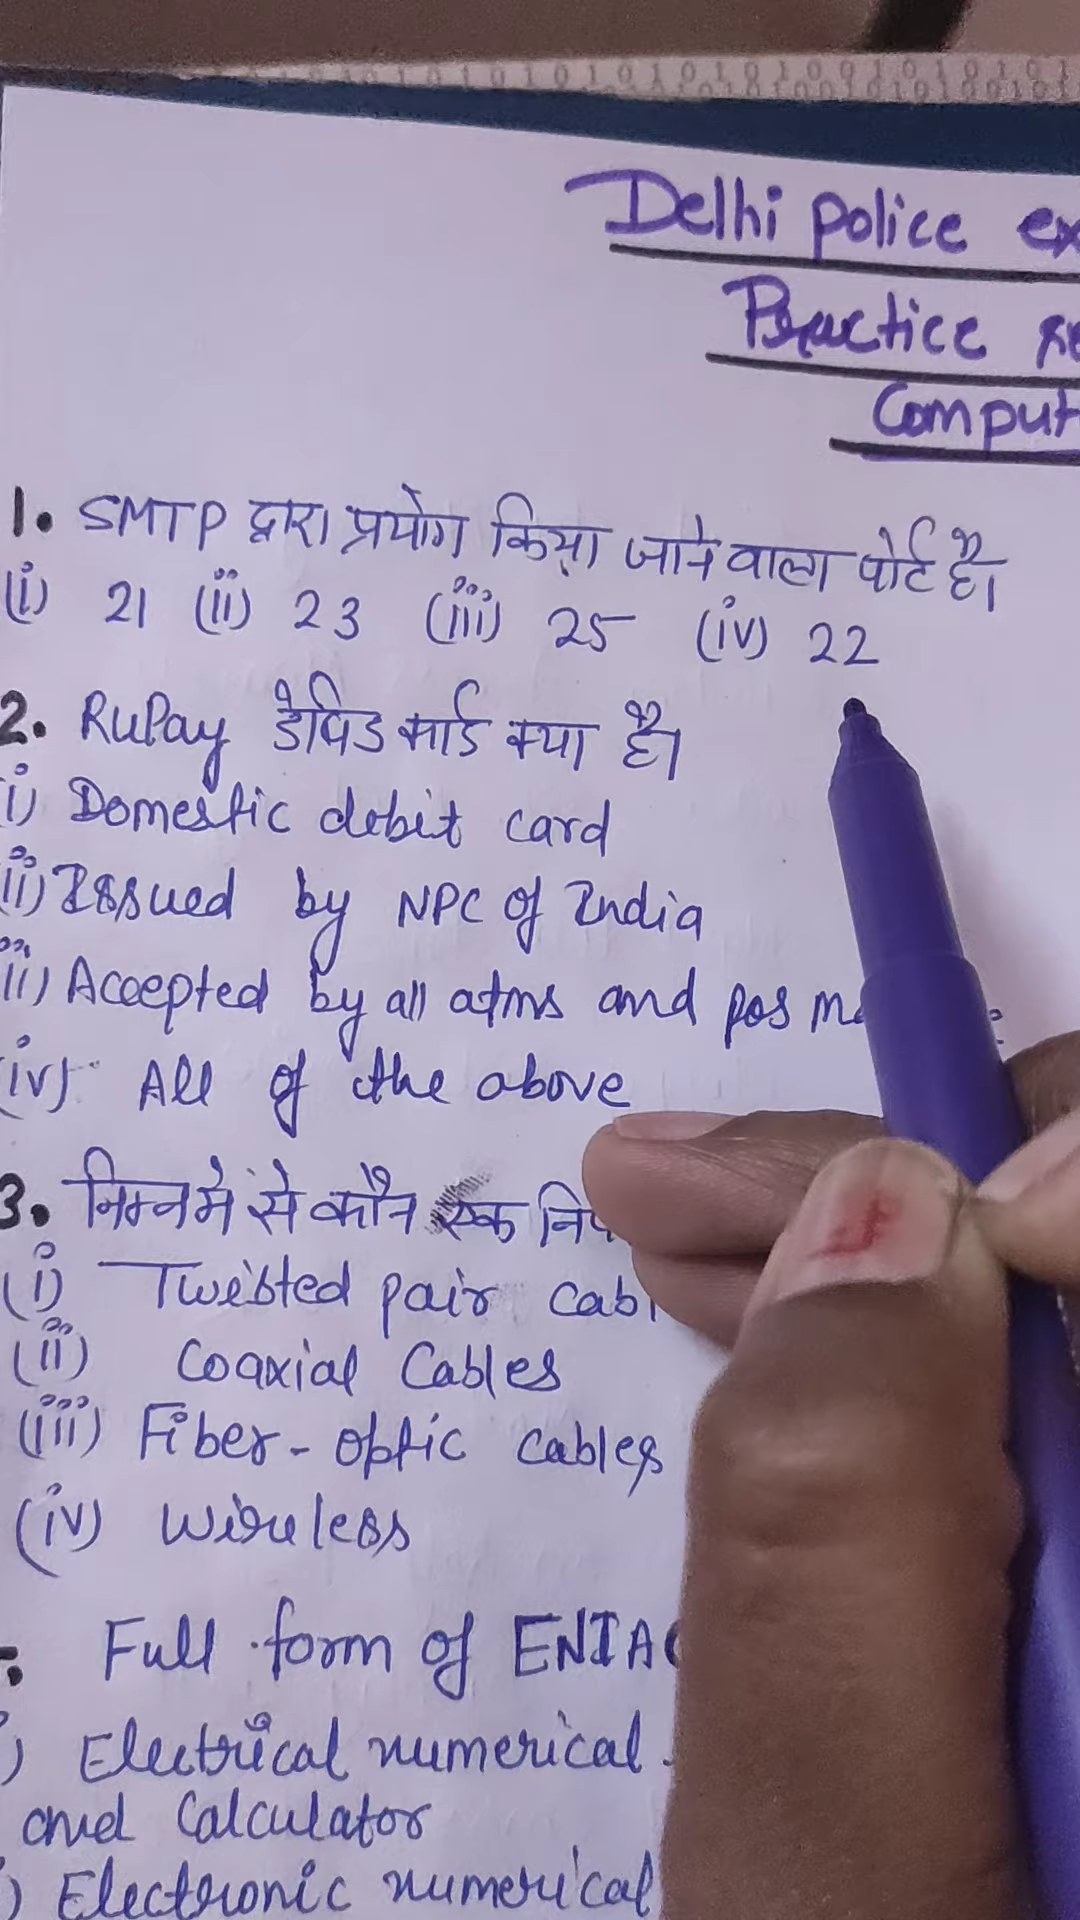 Delhi police
Practice
Comput
1. SMTP द्वारा प्रयोग किया जाने वाला पोर्ट है।
(i) 21 (ii) 23 (iii) 25 (iv) 22
2. RuPay डेविड कार्ड क्या है।
i) Domestic debit card
ii) Issued by NPC of India
iii) Accepted by all atms and pos
(iv) All of the above
3. निम्न मे से कौन एक
(i) Twisted pair cabl
(ii) Coaxial Cables
(iii) Fiber-optic cables
(iv) Wireless
Full form of ENIAC
) Electrical numerical
and Calculator
) Electronic numerical